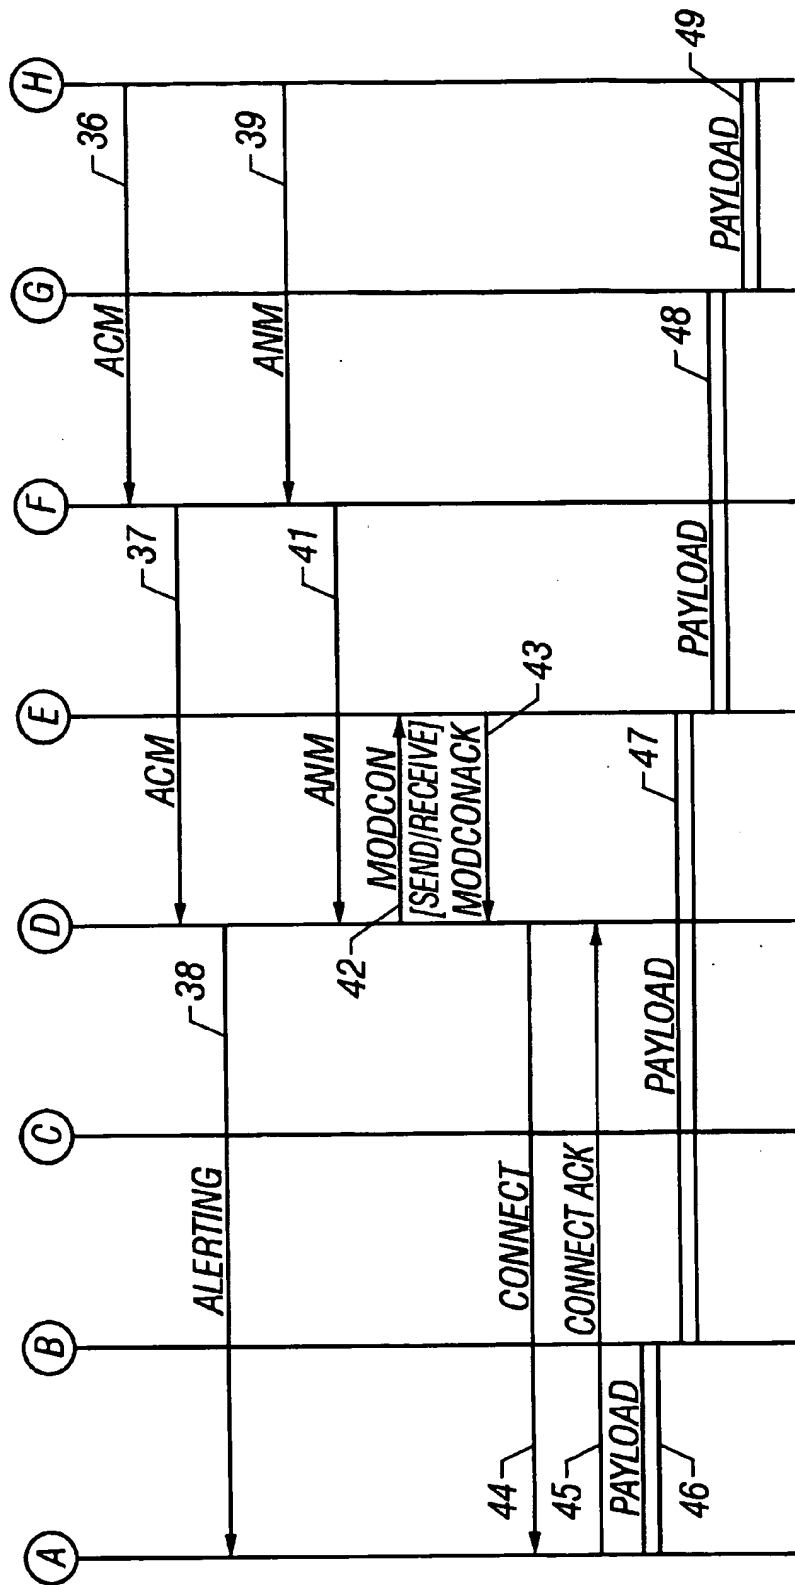 A
B
C
D
E
F
G
H
ACM
36
ACM
37
ALERTING
38
ANM
39
ANM
41
42
MODCON
[SEND/RECEIVE]
MODCONACK
43
44
CONNECT
45
CONNECT ACK
PAYLOAD
46
PAYLOAD
47
PAYLOAD
48
PAYLOAD
49